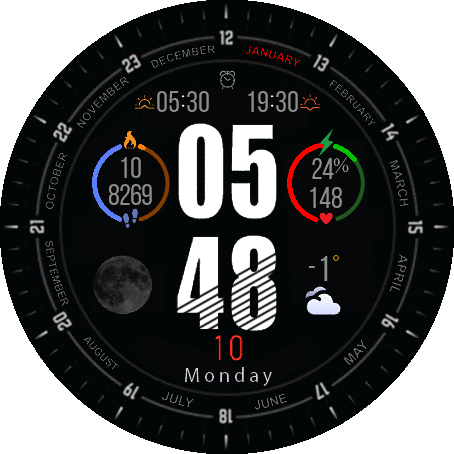 12
DECEMBER JANUARY
23 13
NOVEMBER FEBRUARY
05:30 19:30
22 14
05
OCTOBER 10 24% MARCH
8269 148
21 15
48
SEPTEMBER -1° APRIL
20 16
10
AUGUST MAY
Monday
19 17
JULY JUNE
18